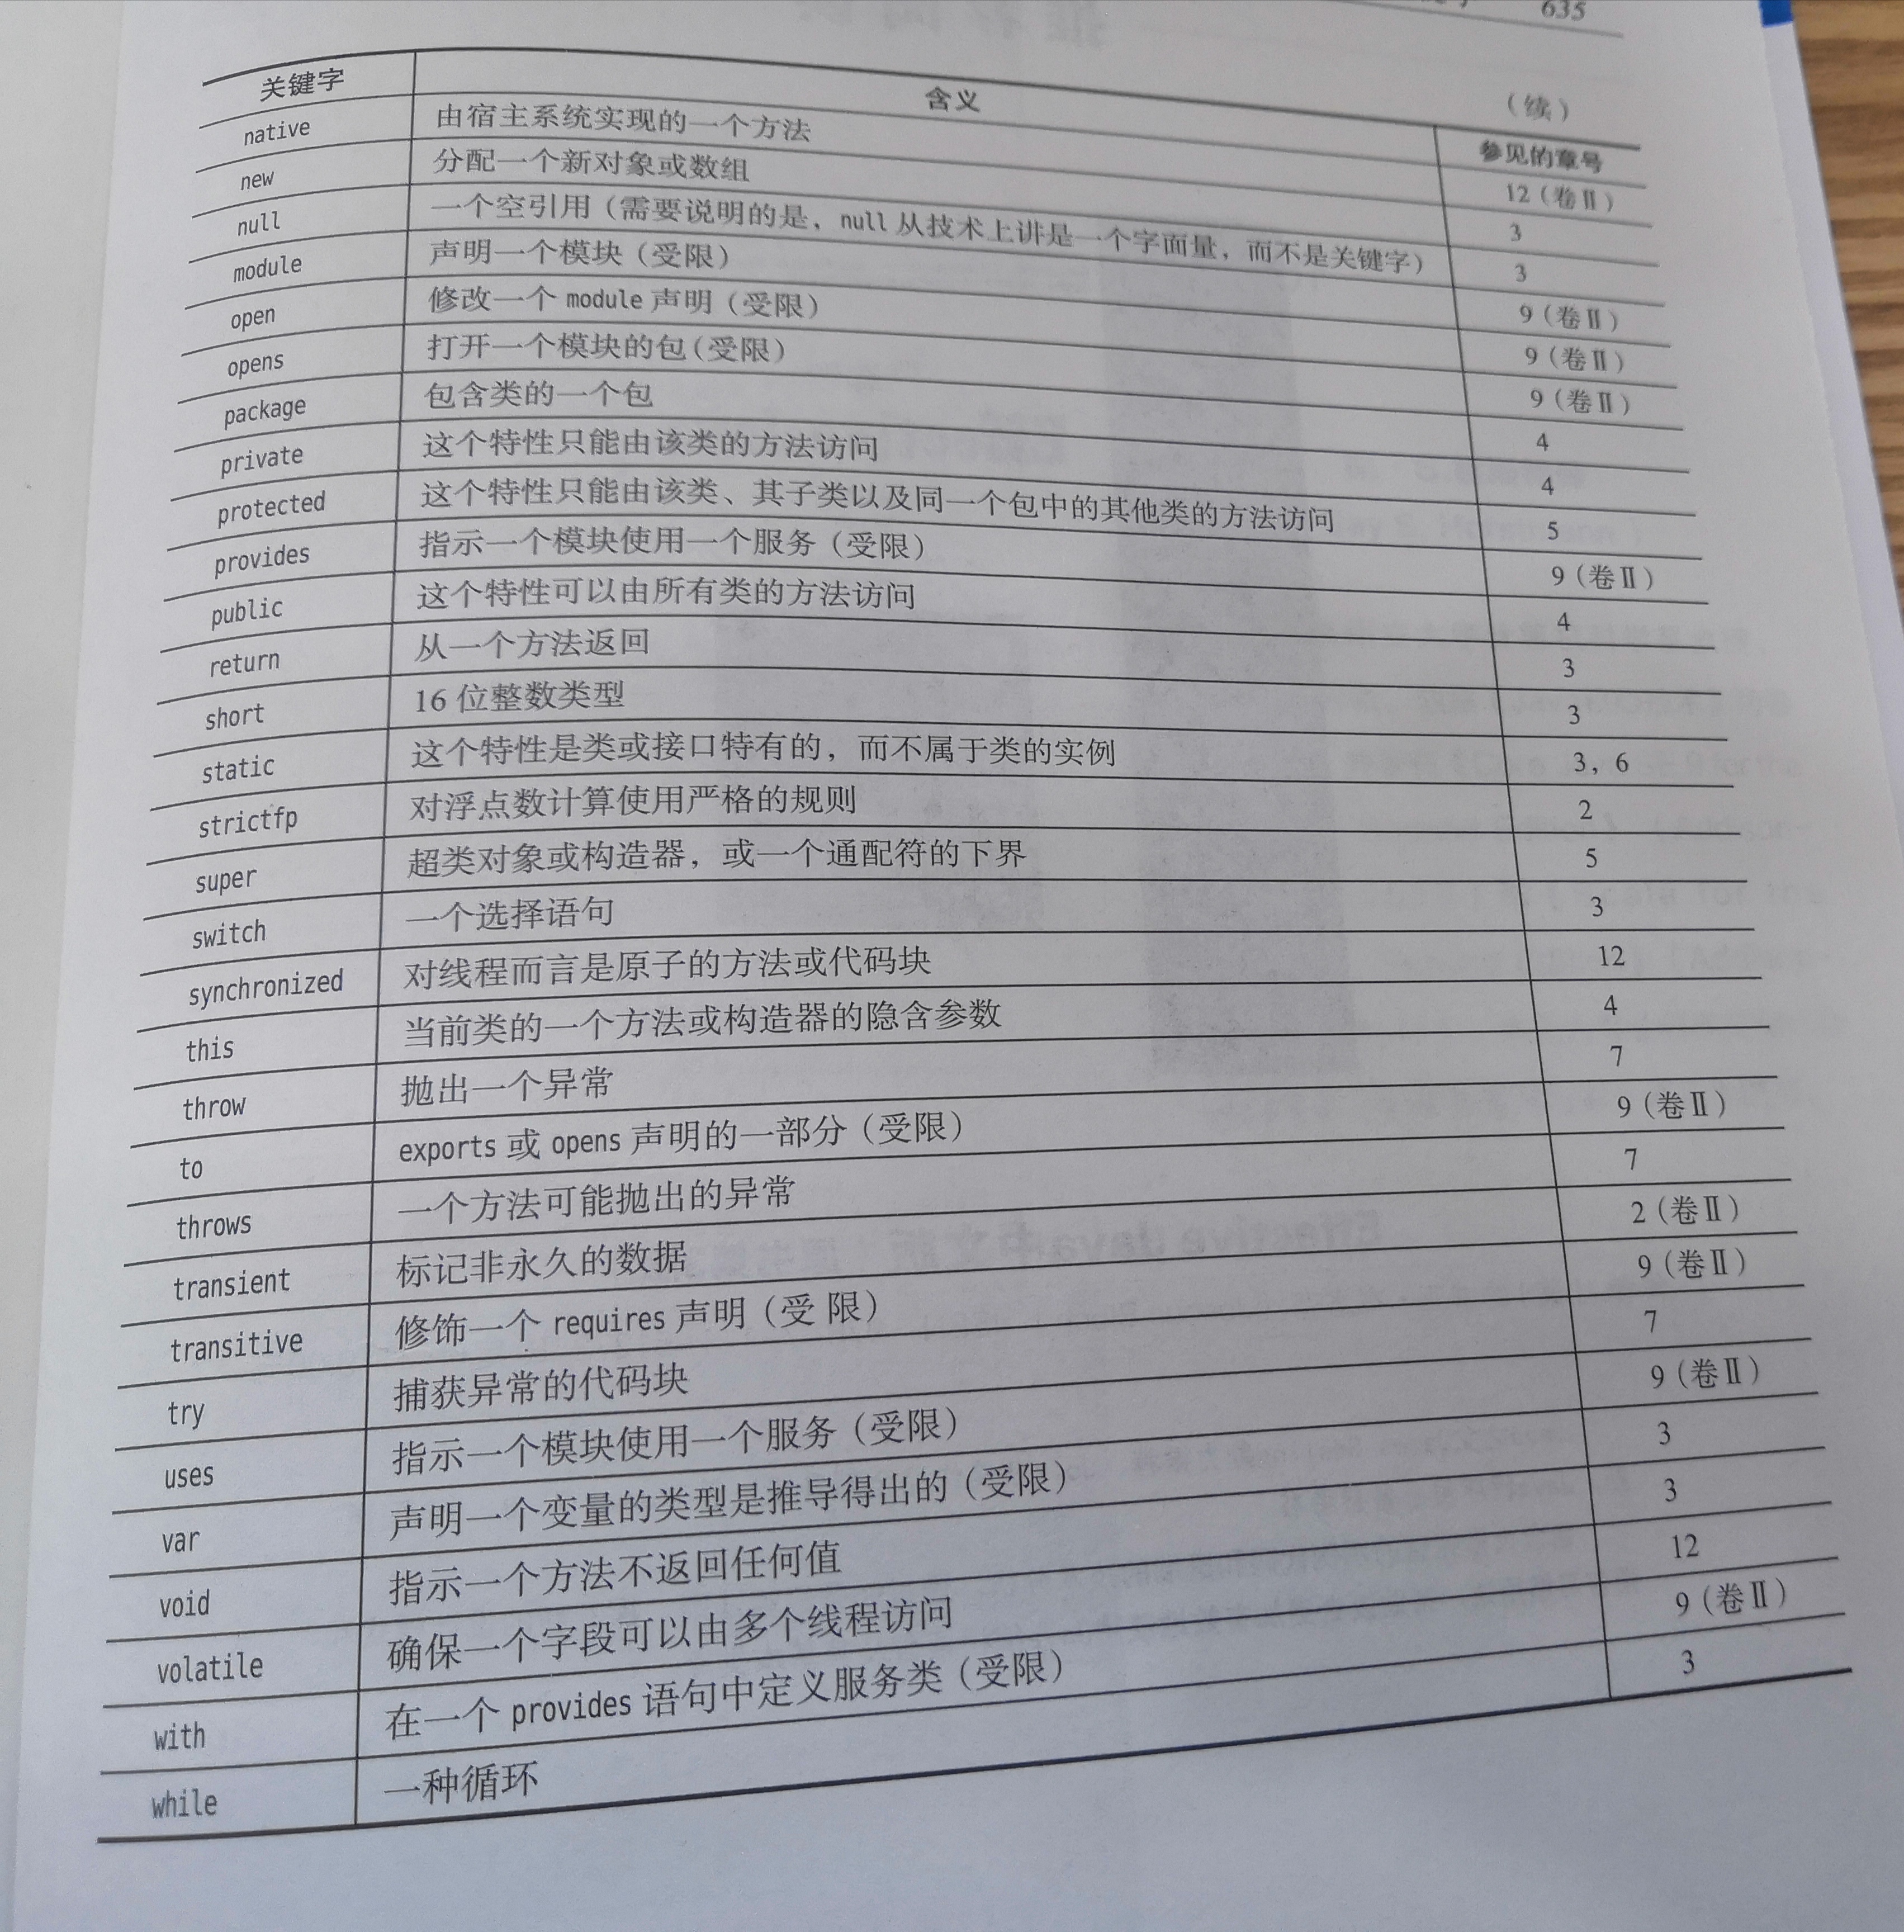 635
(续)
关键字 含义 参见的章号
native 由宿主系统实现的一个方法 12(卷Ⅱ)
new 分配一个新对象或数组 3
null 一个空引用(需要说明的是，null 从技术上讲是一个字面量，而不是关键字) 3
module 声明一个模块(受限) 9(卷Ⅱ)
open 修改一个 module 声明(受限) 9(卷Ⅱ)
opens 打开一个模块的包(受限) 9(卷Ⅱ)
package 包含类的一个包 4
private 这个特性只能由该类的方法访问 4
protected 这个特性只能由该类、其子类以及同一个包中的其他类的方法访问 5
provides 指示一个模块使用一个服务(受限) 9(卷Ⅱ)
public 这个特性可以由所有类的方法访问 4
return 从一个方法返回 3
short 16 位整数类型 3
static 这个特性是类或接口特有的，而不属于类的实例 3, 6
strictfp 对浮点数计算使用严格的规则 2
super 超类对象或构造器，或一个通配符的下界 5
switch 一个选择语句 3
synchronized 对线程而言是原子的方法或代码块 12
this 当前类的一个方法或构造器的隐含参数 4
throw 抛出一个异常 7
to exports 或 opens 声明的一部分(受限) 9(卷Ⅱ)
throws 一个方法可能抛出的异常 7
transient 标记非永久的数据 2(卷Ⅱ)
transitive 修饰一个 requires 声明(受 限) 9(卷Ⅱ)
try 捕获异常的代码块 7
uses 指示一个模块使用一个服务(受限) 9(卷Ⅱ)
var 声明一个变量的类型是推导得出的(受限) 3
void 指示一个方法不返回任何值 3
volatile 确保一个字段可以由多个线程访问 12
with 在一个 provides 语句中定义服务类(受限) 9(卷Ⅱ)
while 一种循环 3